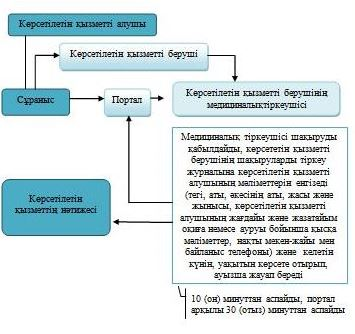 Көрсетілетін қызметті алушы
Көрсетілетін қызметті беруші
Сұраныс
Портал
Көрсетілетін қызметті берушінің
медициналықтіркеушісі
Медициналық тіркеушісі шақыруды
қабылдайды, көрсететін қызметті
берушінің шақыруларды тіркеу
журналына көрсетілетін қызметті
алушының мәліметтерін енгізеді
(тегі, аты, әкесінің аты, жасы және
жынысы, көрсетілетін қызметті
алушының жағдайы және жазатайым
оқиға немесе ауруы бойынша қысқа
мәліметтер, нақты мекен-жайы мен
байланыс телефоны) және келетін
күнін, уақытын көрсете отырып,
ауызша жауап береді
Көрсетілетін
қызметтің нәтижесі
10 (он) минуттан аспайды, портал
арқылы 30 (отыз) минуттан аспайды